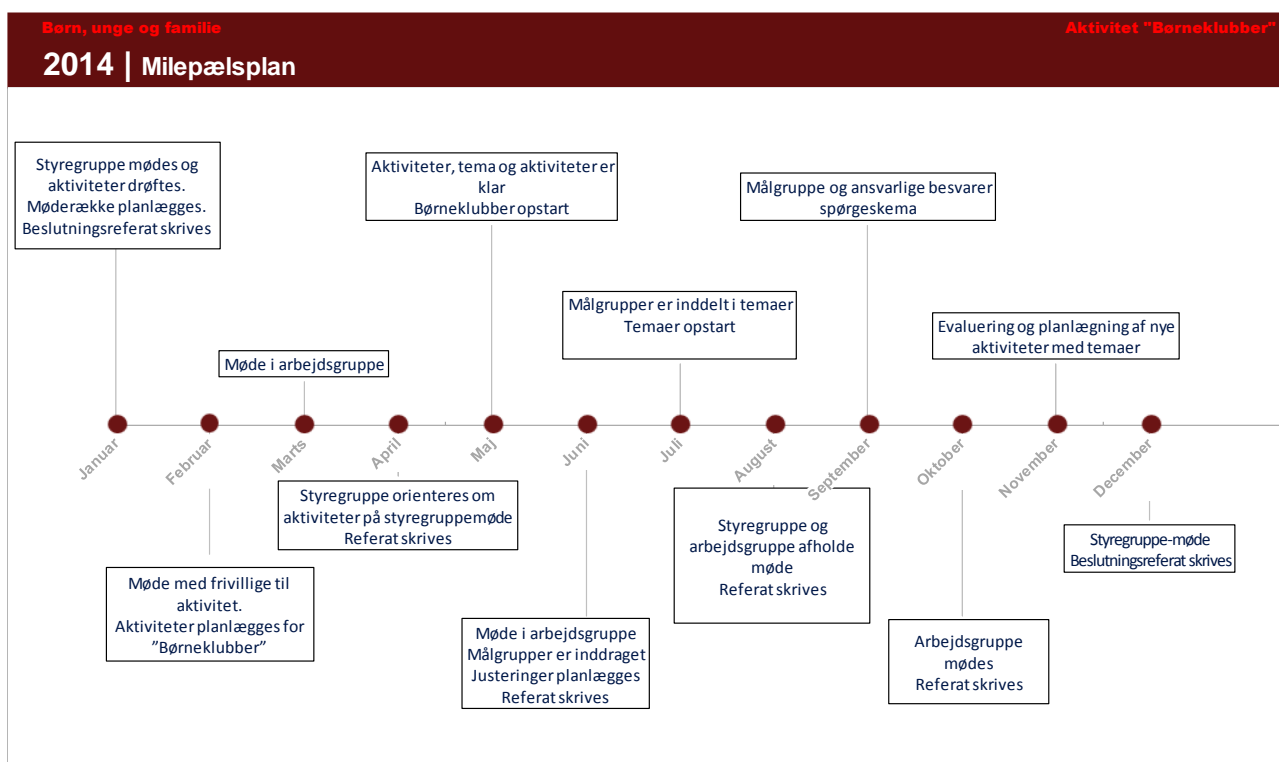 Børn, unge og familie
Aktivitet "Børneklubber"
2014 | Milepælsplan
Styregruppe mødes og
aktiviteter drøftes.
Møderække planlægges.
Beslutningsreferat skrives
Aktiviteter, tema og aktiviteter er
klar
Børneklubber opstart
Målgruppe og ansvarlige besvarer
spørgeskema
Målgrupper er inddelt i temaer
Temaer opstart
Evaluering og planlægning af nye
aktiviteter med temaer
Møde i arbejdsgruppe
Januar
Februar
Marts
April
Maj
Juni
Juli
August
September
Oktober
November
December
Styregruppe orienteres om
aktiviteter på styregruppemøde
Referat skrives
Styregruppe og
arbejdsgruppe afholde
møde
Referat skrives
Styregruppe-møde
Beslutningsreferat skrives
Møde med frivillige til
aktivitet.
Aktiviteter planlægges for
”Børneklubber”
Møde i arbejdsgruppe
Målgrupper er inddraget
Justeringer planlægges
Referat skrives
Arbejdsgruppe
mødes
Referat skrives